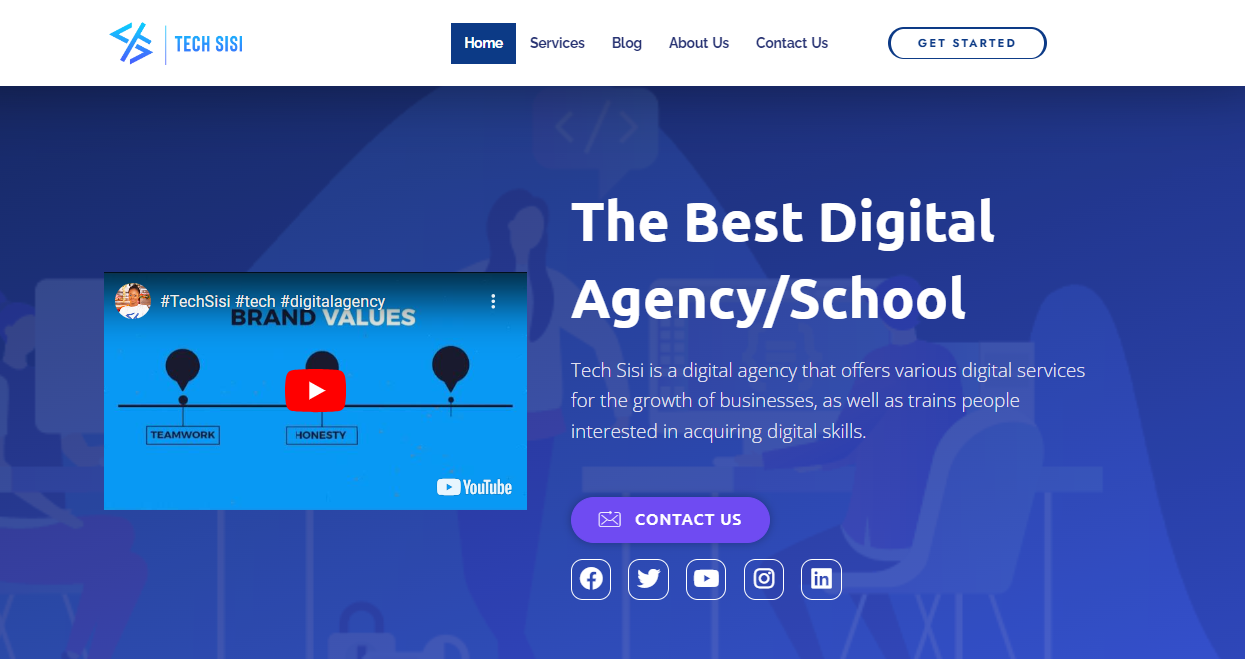 TECH SISI
Home
Services
Blog
About Us
Contact Us
GET STARTED
#TechSisi #tech #digitalagency
BRAND VALUES
TEAMWORK
HONESTY
YouTube
The Best Digital
Agency/School
Tech Sisi is a digital agency that offers various digital services
for the growth of businesses, as well as trains people
interested in acquiring digital skills.
CONTACT US